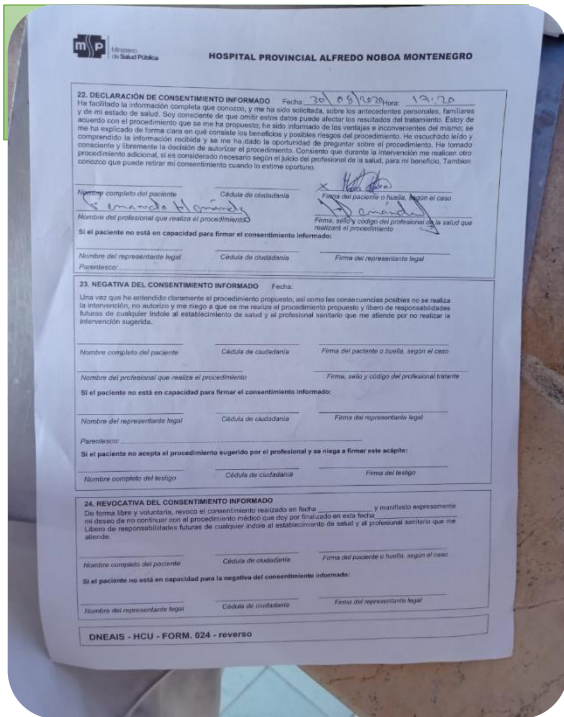 msp
Ministerio
de Salud Pública
HOSPITAL PROVINCIAL ALFREDO NOBOA MONTENEGRO
22. DECLARACIÓN DE CONSENTIMIENTO INFORMADO Fecha: Hora: 19:20
He facilitado la información completa que conozco, y me ha sido solicitada, sobre los antecedentes personales, familiares
y de mi estado de salud. Soy consciente de que omitir estos datos puede afectar los resultados del tratamiento. Estoy de
acuerdo con el procedimiento que se me ha propuesto; he sido informado de las ventajas e inconvenientes del mismo; se
me ha explicado de forma clara en qué consiste los beneficios y posibles riesgos del procedimiento. He escuchado leído y
comprendido la información recibida y se me ha dado la oportunidad de preguntar sobre el procedimiento. He tomado
consciente y libremente la decisión de autorizar el procedimiento. Consiento que durante la intervención me realicen otro
procedimiento adicional, si es considerado necesario según el juicio del profesional de la salud, para mi beneficio. Tambien
conozco que puede retirar mi consentimiento cuando lo estime oportuno.
Nombre completo del paciente Cédula de ciudadanía Firma del paciente o huella, según el caso
Nombre del profesional que realiza el procedimiento Firma, sello y código del profesional de la salud que
realizará el procedimiento
Si el paciente no está en capacidad para firmar el consentimiento informado:
Nombre del representante legal Cédula de ciudadanía Firma del representante legal
Parentesco:
23. NEGATIVA DEL CONSENTIMIENTO INFORMADO Fecha:
Una vez que he entendido claramente el procedimiento propuesto, así como las consecuencias posibles no se realiza
la intervención, no autorizo y me niego a que se me realice el procedimiento propuesto y libero de responsabilidades
futuras de cualquier índole al establecimiento de salud y al profesional sanitario que me atiende por no realizar la
intervención sugerida.
Nombre completo del paciente Cédula de ciudadanía Firma del paciente o huella, según el caso
Nombre del profesional que realiza el procedimiento Firma, sello y código del profesional tratante
Si el paciente no está en capacidad para firmar el consentimiento informado:
Nombre del representante legal Cédula de ciudadanía Firma del representante legal
Parentesco:
Si el paciente no acepta el procedimiento sugerido por el profesional y se niega a firmar este acápite:
Nombre completo del testigo Cédula de ciudadanía Firma del testigo
24. REVOCATIVA DEL CONSENTIMIENTO INFORMADO
De forma libre y voluntaria, revoco el consentimiento realizado en fecha y manifiesto expresamente
mi deseo de no continuar con el procedimiento médico que doy por finalizado en esta fecha
Libero de responsabilidades futuras de cualquier índole al establecimiento de salud y al profesional sanitario que me
atiende.
Nombre completo del paciente Cédula de ciudadanía Firma del paciente o huella, según el caso
Si el paciente no está en capacidad para la negativa del consentimiento informado:
Nombre del representante legal Cédula de ciudadanía Firma del representante legal
DNEAIS - HCU - FORM. 024 - reverso